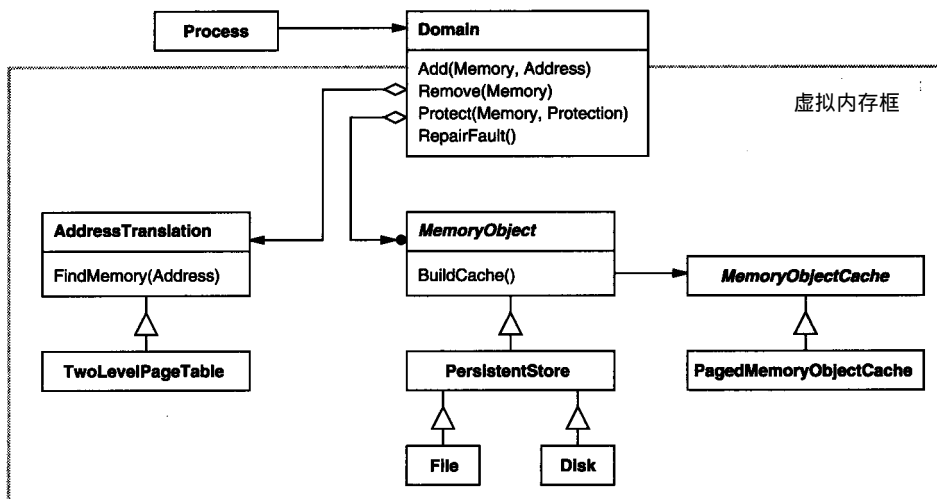 Process
Domain
Add(Memory, Address)
Remove(Memory)
Protect(Memory, Protection)
RepairFault()
虚拟内存框
AddressTranslation
FindMemory(Address)
MemoryObject
BuildCache()
MemoryObjectCache
TwoLevelPageTable
PersistentStore
PagedMemoryObjectCache
File
Disk